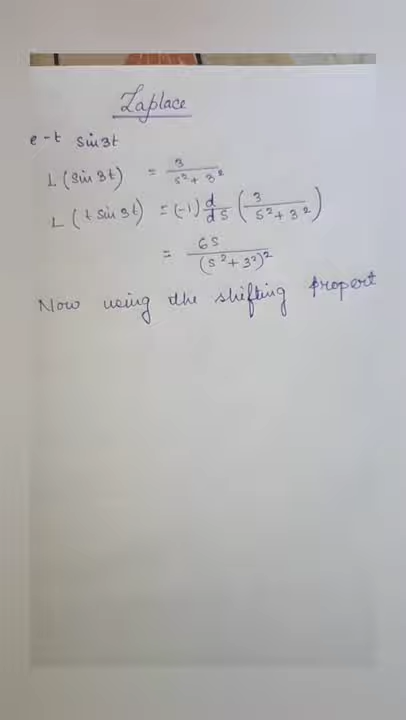 Laplace
e -t sin3t
L (sin 3t) = 3 / s² + 3²
L (t sin 3t) = (-1) d/ds ( 3 / s² + 3² )
= 6s / (s² + 3²)²
Now using the shifting propert